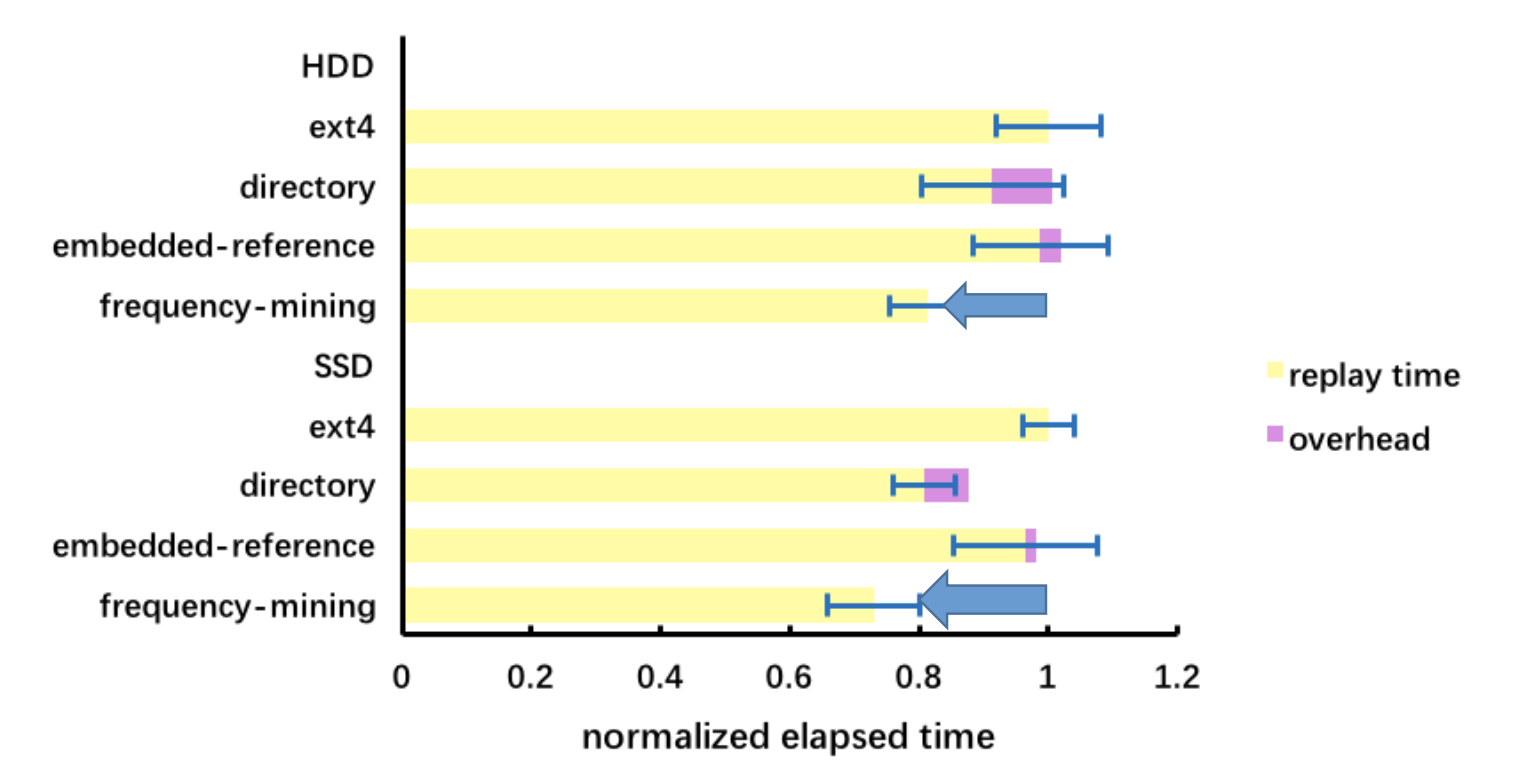 HDD
ext4
directory
embedded-reference
frequency-mining
SSD
ext4
directory
embedded-reference
frequency-mining
0 0.2 0.4 0.6 0.8 1 1.2
normalized elapsed time
replay time
overhead